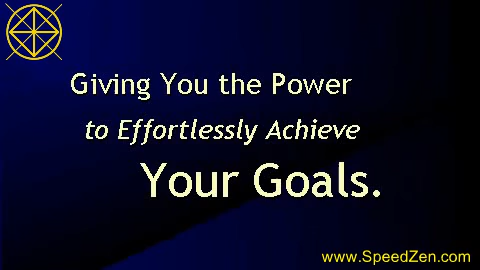 Giving You the Power
to Effortlessly Achieve
Your Goals.
www.SpeedZen.com